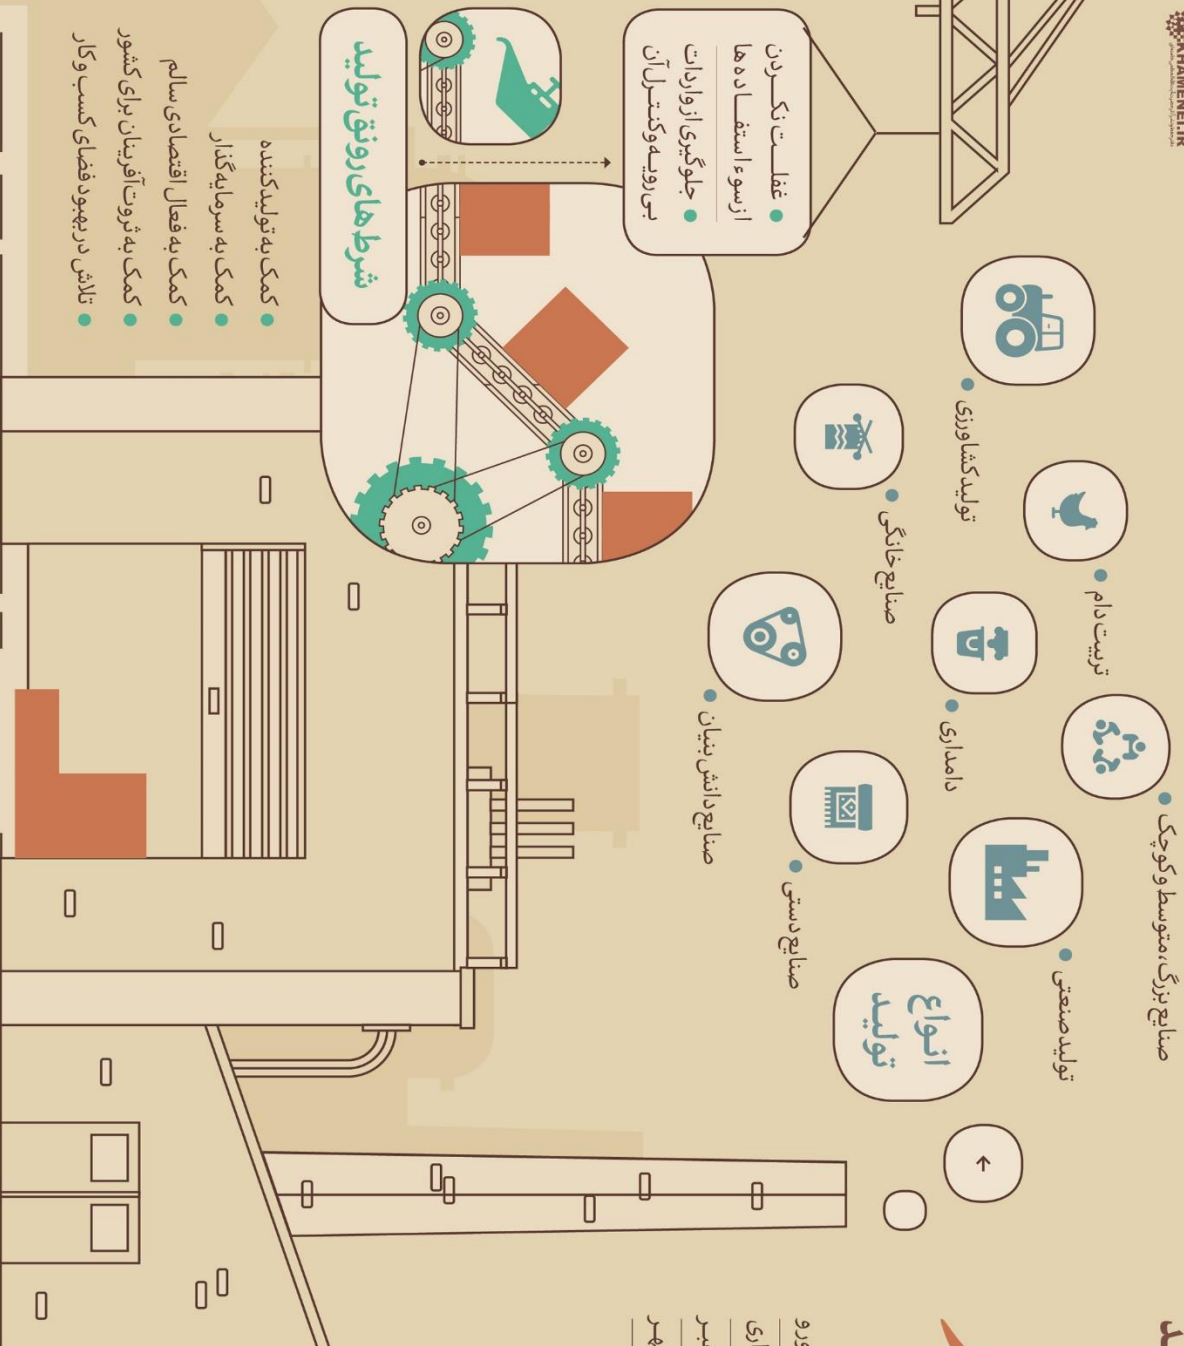 KHAMENEI.IR
غفلت نکردن
از سوء استفاده ها
جلوگیری از واردات
بی رویه و کنترل آن
شرط های رونق تولید
کمک به تولیدکننده
کمک به سرمایه گذار
کمک به فعال اقتصادی سالم
کمک به ثروت آفرینان برای کشور
تلاش در بهبود فضای کسب و کار
انواع
تولید
صنایع بزرگ، متوسط و کوچک
تولید صنعتی
تربیت دام
دامداری
تولید کشاورزی
صنایع دستی
صنایع خانگی
صنایع دانش بنیان